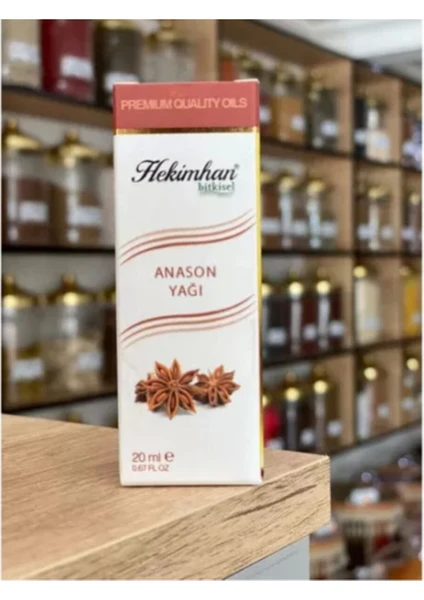 PREMIUM QUALITY OILS
Hekimhan®
bitkisel
ANASON
YAĞI
20 ml ℮
0.67 FL OZ